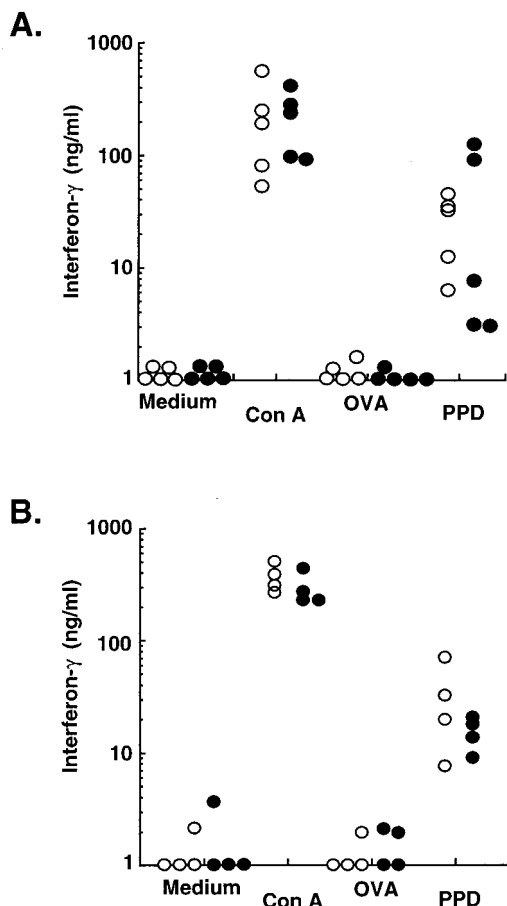 A.
Interferon-γ (ng/ml)
1000
100
10
1
Medium
Con A
OVA
PPD
B.
Interferon-γ (ng/ml)
1000
100
10
1
Medium
Con A
OVA
PPD